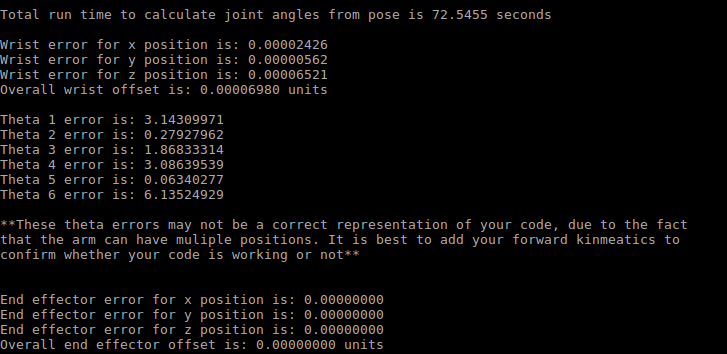 Total run time to calculate joint angles from pose is 72.5455 seconds
Wrist error for x position is: 0.00002426
Wrist error for y position is: 0.00000562
Wrist error for z position is: 0.00006521
Overall wrist offset is: 0.00006980 units
Theta 1 error is: 3.14309971
Theta 2 error is: 0.27927962
Theta 3 error is: 1.86833314
Theta 4 error is: 3.08639539
Theta 5 error is: 0.06340277
Theta 6 error is: 6.13524929
**These theta errors may not be a correct representation of your code, due to the fact
that the arm can have muliple positions. It is best to add your forward kinmeatics to
confirm whether your code is working or not**
End effector error for x position is: 0.00000000
End effector error for y position is: 0.00000000
End effector error for z position is: 0.00000000
Overall end effector offset is: 0.00000000 units